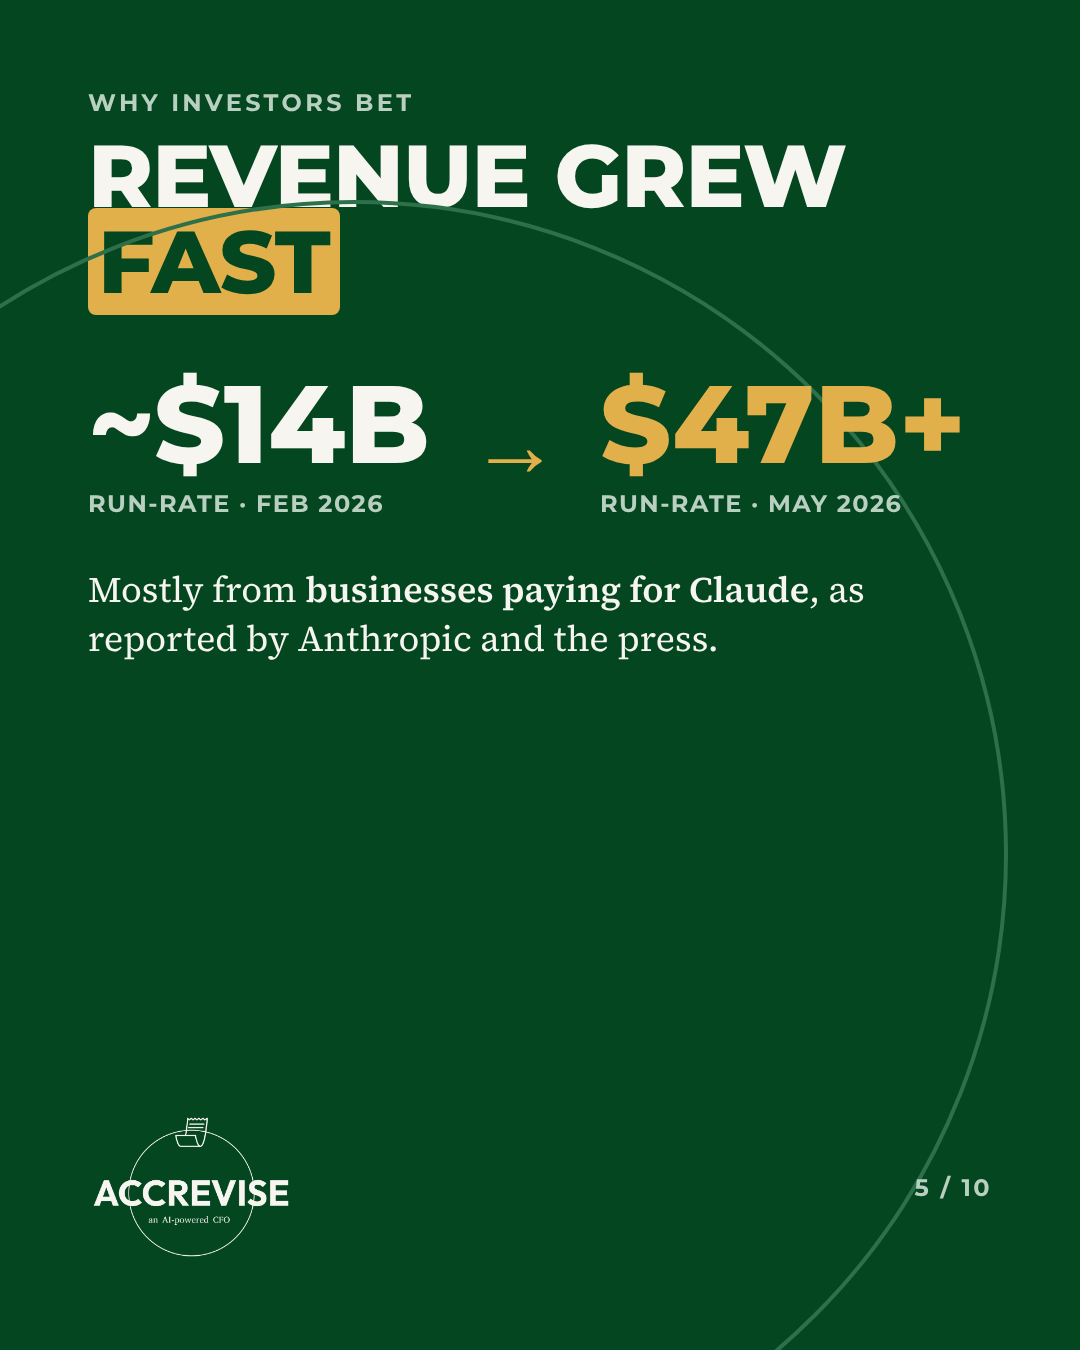 WHY INVESTORS BET
REVENUE GREW
FAST
~$14B → $47B+
RUN-RATE · FEB 2026 RUN-RATE · MAY 2026
Mostly from businesses paying for Claude, as
reported by Anthropic and the press.
ACCREVISE
an AI-powered CFO
5 / 10